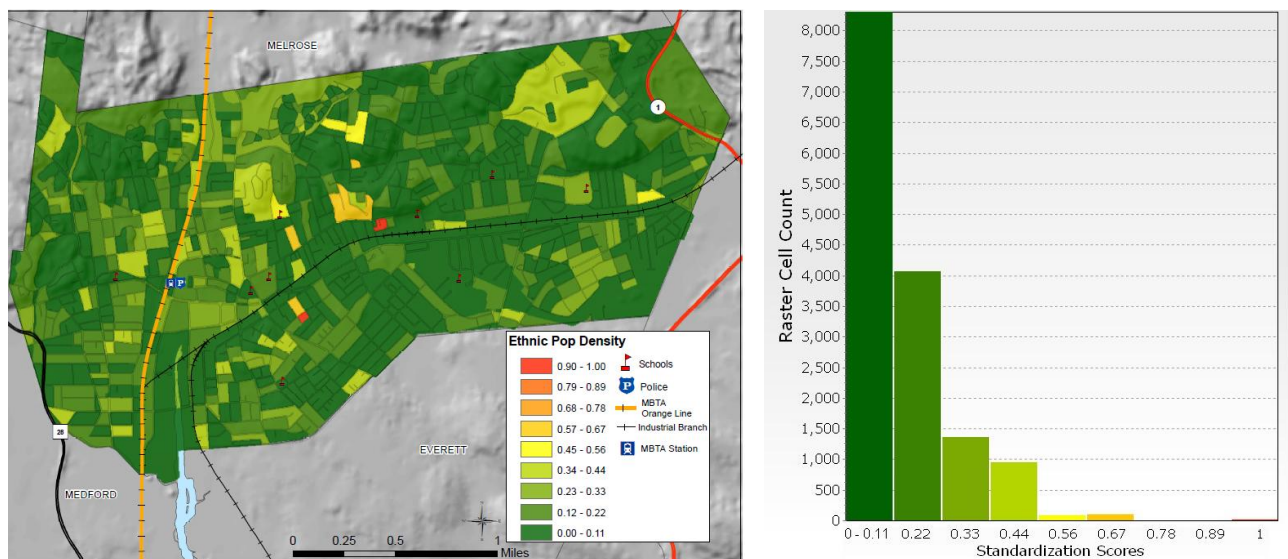 MELROSE
1
P
28
MEDFORD
EVERETT
Ethnic Pop Density
0.90 - 1.00
0.79 - 0.89
0.68 - 0.78
0.57 - 0.67
0.45 - 0.56
0.34 - 0.44
0.23 - 0.33
0.12 - 0.22
0.00 - 0.11
Schools
P Police
MBTA
Orange Line
Industrial Branch
MBTA Station
0 0.25 0.5 1
Miles
Raster Cell Count
8,000
7,500
7,000
6,500
6,000
5,500
5,000
4,500
4,000
3,500
3,000
2,500
2,000
1,500
1,000
500
0
0 - 0.11 0.22 0.33 0.44 0.56 0.67 0.78 0.89 1
Standardization Scores